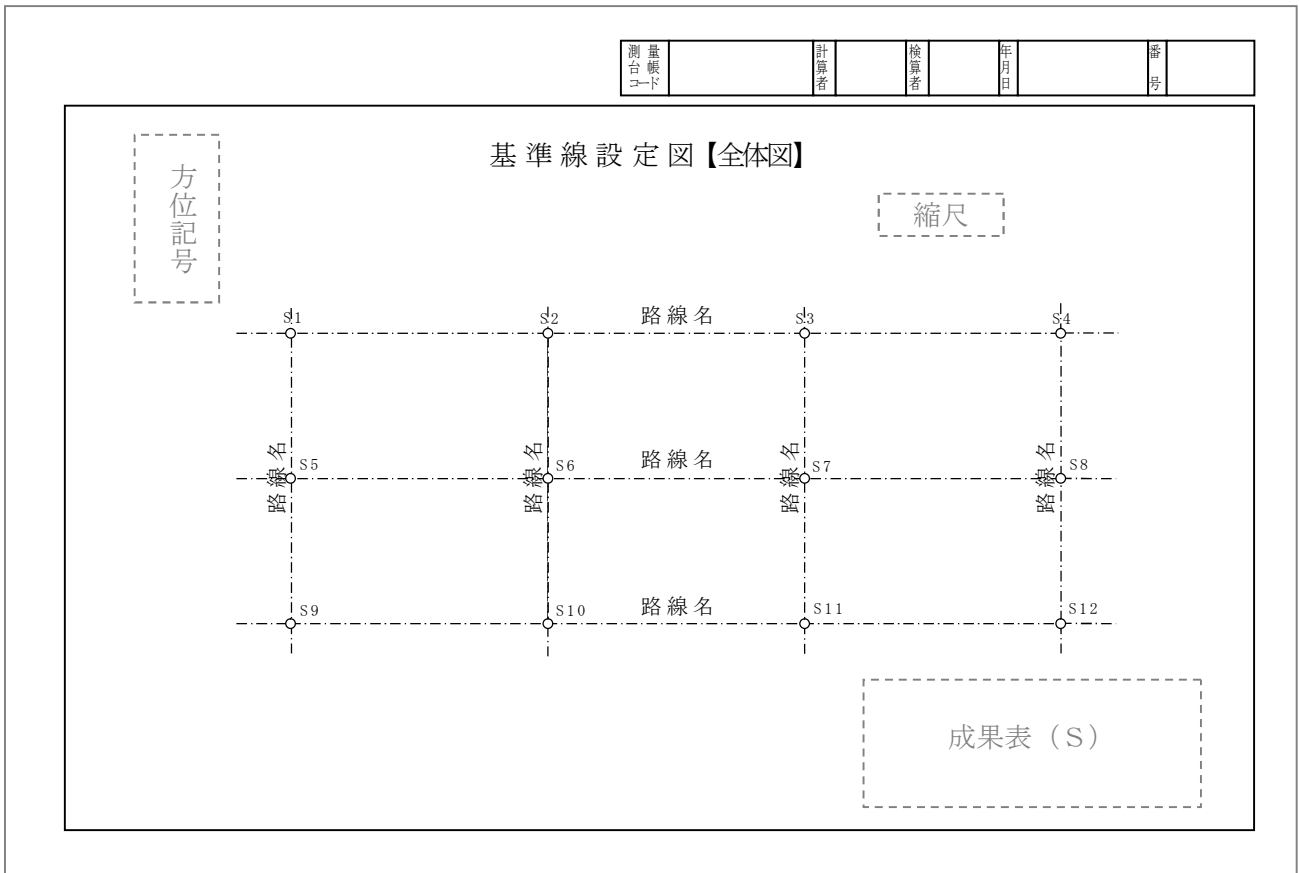 測量
台帳
コード
計算者
検算者
年月日
番号
基準線設定図【全体図】
方位記号
縮尺
S1
S2
路線名
S3
S4
路線名
S5
路線名
S6
路線名
路線名
S7
路線名
S8
S9
S10
路線名
S11
S12
成果表（S）